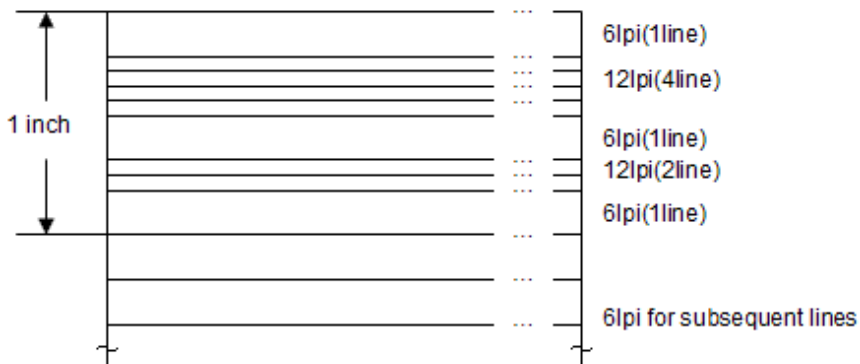 6lpi(1line)
12lpi(4line)
1 inch
6lpi(1line)
12lpi(2line)
6lpi(1line)
6lpi for subsequent lines